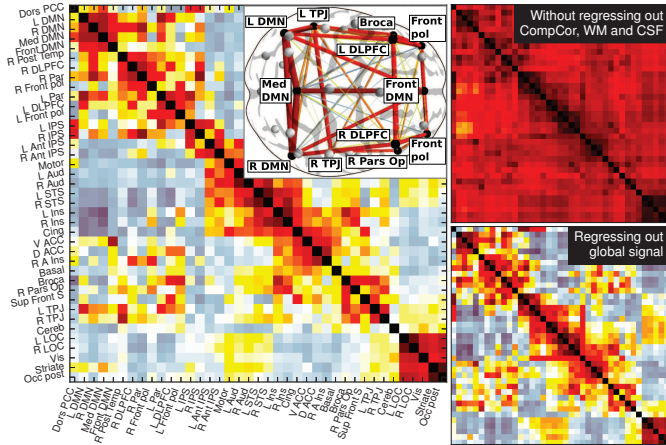 Dors PCC
L DMN
R DMN
Med DMN
Front DMN
R Post Temp
R DLPFC
R Par
R Front pol
L Par
L DLPFC
L Front pol
L IPS
R IPS
L Ant IPS
R Ant IPS
Motor
L Aud
R Aud
L STS
R STS
L Ins
R Ins
Cing
V ACC
D ACC
R A Ins
Basal
Broca
R Pars Op
Sup Front S
L TPJ
R TPJ
Cereb
L LOC
R LOC
Vis
Striate
Occ post
L DMN
L TPJ
Broca
Front
pol
L DLPFC
Med
DMN
Front
DMN
R DLPFC
R DMN
R TPJ
R Pars Op
Front
pol
Without regressing out
CompCor, WM and CSF
Regressing out
global signal
Dors PCC
L DMN
R DMN
Med DMN
Front DMN
R Post Temp
R DLPFC
R Par
R Front pol
L Par
L DLPFC
L Front pol
L IPS
R IPS
L Ant IPS
R Ant IPS
Motor
L Aud
R Aud
L STS
R STS
L Ins
R Ins
Cing
V ACC
D ACC
R A Ins
Basal
Broca
R Pars Op
Sup Front S
L TPJ
R TPJ
Cereb
L LOC
R LOC
Vis
Striate
Occ post